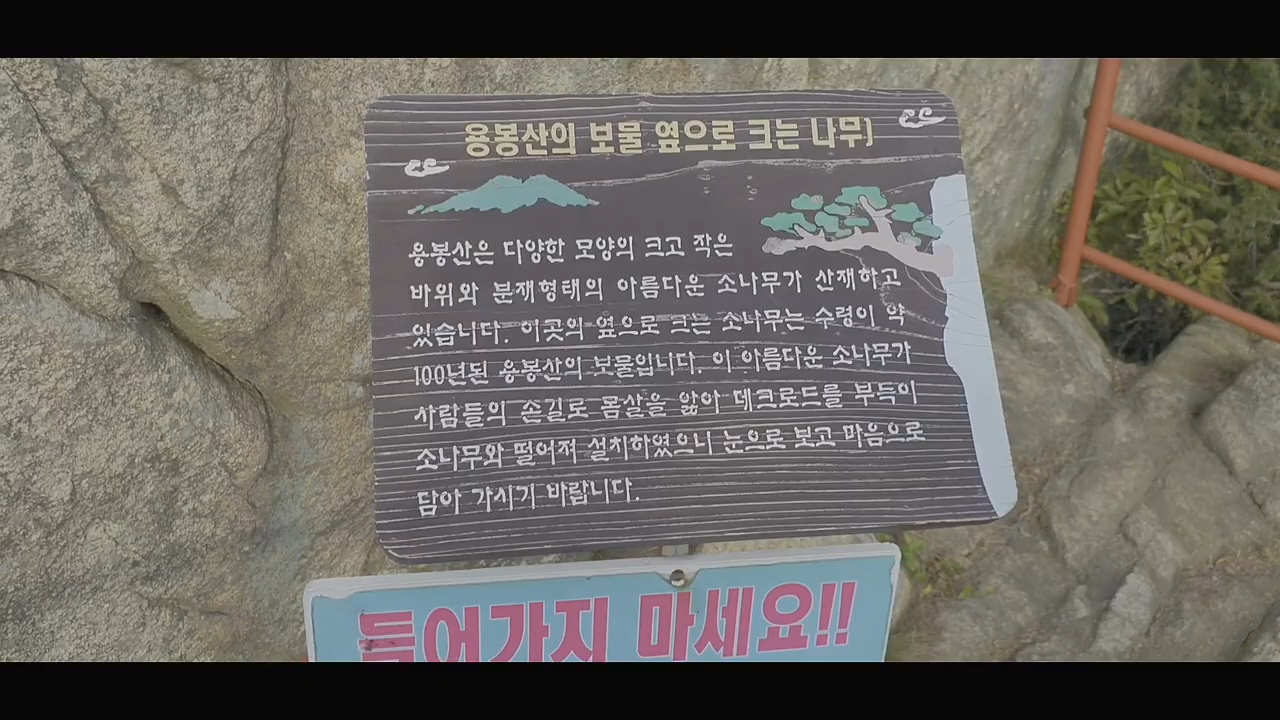 용봉산의 보물 옆으로 크는 나무]
용봉산은 다양한 모양의 크고 작은
바위와 분재형태의 아름다운 소나무가 산재하고
있습니다. 이곳의 옆으로 크는 소나무는 수령이 약
100년된 용봉산의 보물입니다. 이 아름다운 소나무가
사람들의 손길로 몸살을 앓아 데크로드를 부득이
소나무와 떨어져 설치하였으니 눈으로 보고 마음으로
담아 가시기 바랍니다.
들어가지 마세요!!